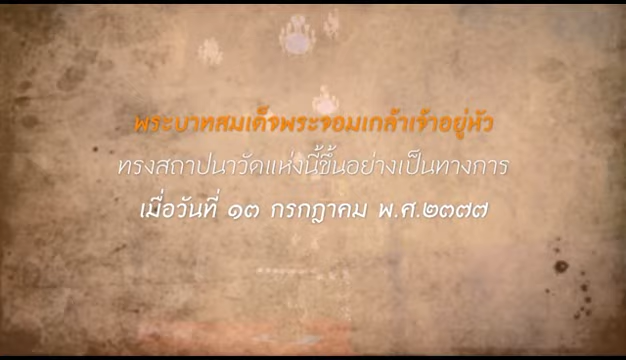 พระบาทสมเด็จพระจอมเกล้าเจ้าอยู่หัว
ทรงสถาปนาวัดแห่งนี้ขึ้นอย่างเป็นทางการ
เมื่อวันที่ ๑๓ กรกฎาคม พ.ศ.๒๓๗๗